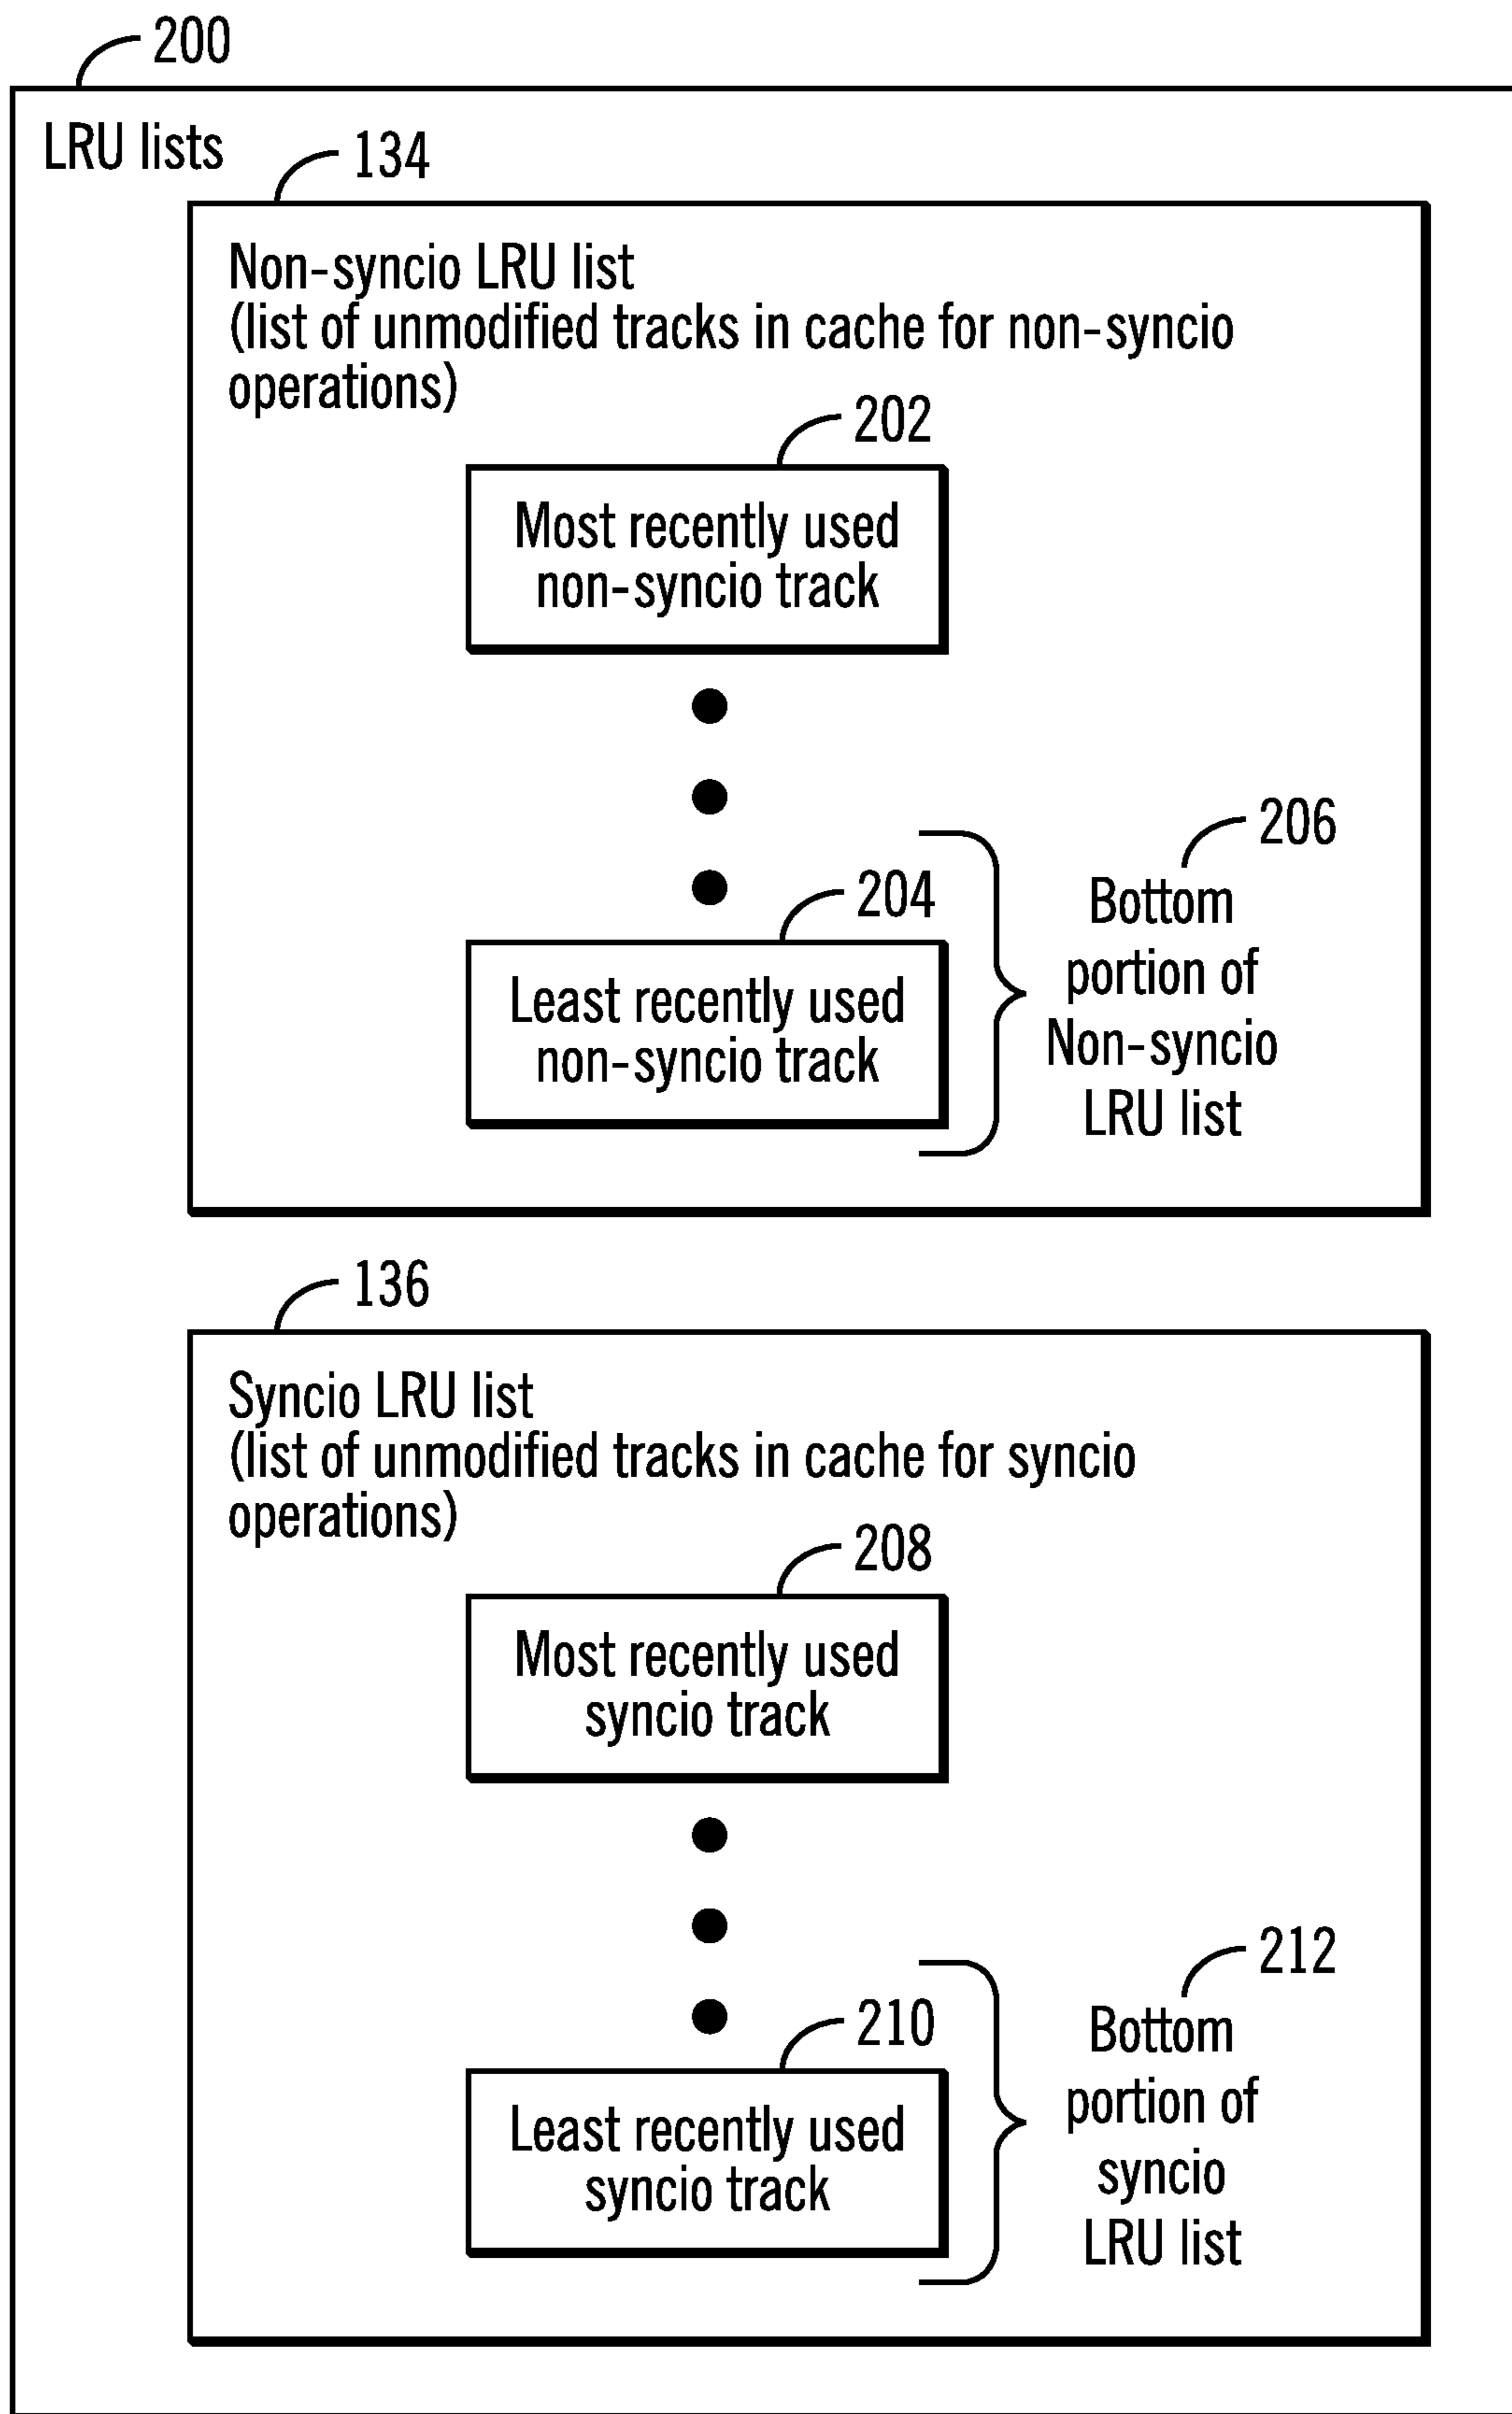 200
LRU lists
134
Non-syncio LRU list
(list of unmodified tracks in cache for non-syncio
operations)
202
Most recently used
non-syncio track
206
204
Bottom
portion of
Non-syncio
LRU list
Least recently used
non-syncio track
136
Syncio LRU list
(list of unmodified tracks in cache for syncio
operations)
208
Most recently used
syncio track
212
210
Bottom
portion of
syncio
LRU list
Least recently used
syncio track